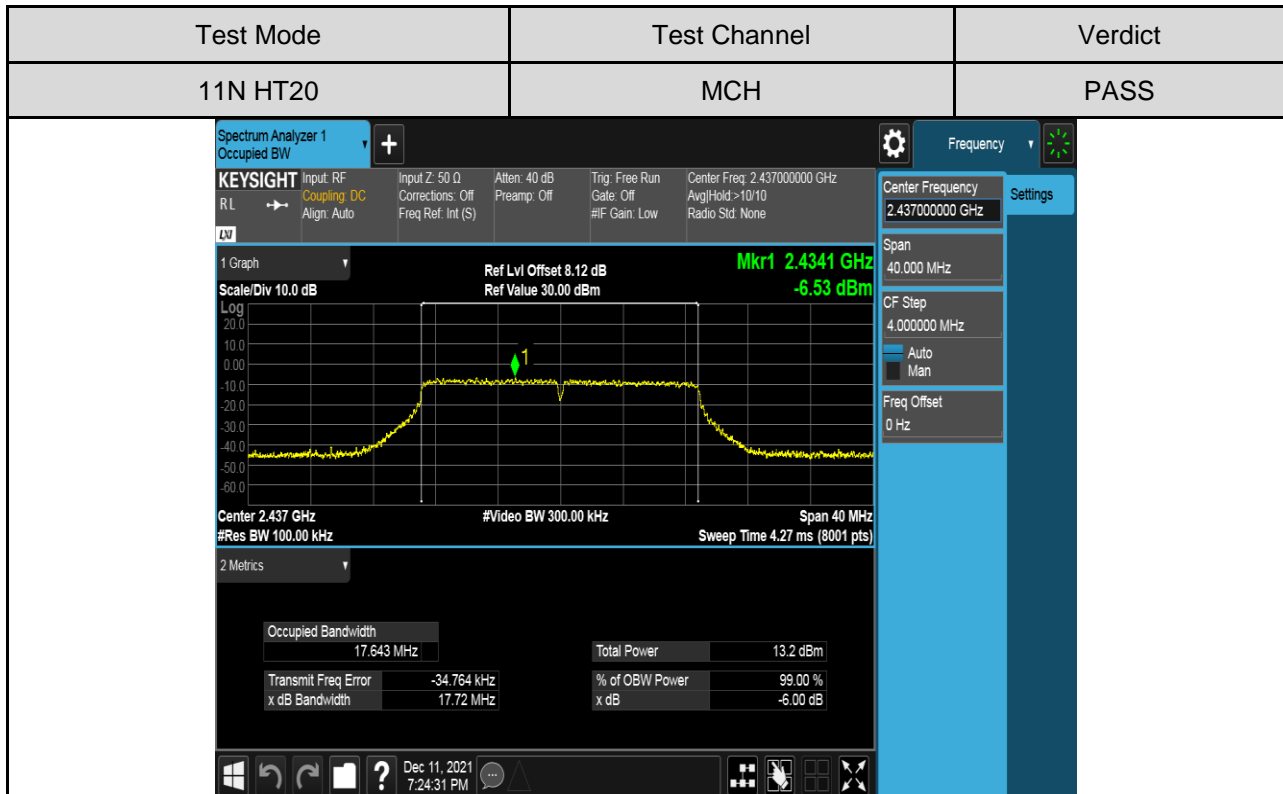 Test Mode Test Channel Verdict
11N HT20 MCH PASS
Spectrum Analyzer 1
Occupied BW
+
Frequency
KEYSIGHT Input: RF Input Z: 50 Ω Atten: 40 dB Trig: Free Run Center Freq: 2.437000000 GHz
RL Coupling: DC Corrections: Off Preamp: Off Gate: Off Avg|Hold:>10/10
Align: Auto Freq Ref: Int (S) #IF Gain: Low Radio Std: None
LXI
Center Frequency
2.437000000 GHz
Settings
Span
40.000 MHz
CF Step
4.000000 MHz
Auto
Man
Freq Offset
0 Hz
1 Graph
Ref Lvl Offset 8.12 dB
Mkr1 2.4341 GHz
Scale/Div 10.0 dB Ref Value 30.00 dBm -6.53 dBm
Log
20.0
10.0
1
0.00
-10.0
-20.0
-30.0
-40.0
-50.0
-60.0
Center 2.437 GHz #Video BW 300.00 kHz Span 40 MHz
#Res BW 100.00 kHz Sweep Time 4.27 ms (8001 pts)
2 Metrics
Occupied Bandwidth
17.643 MHz Total Power 13.2 dBm
Transmit Freq Error -34.764 kHz % of OBW Power 99.00 %
x dB Bandwidth 17.72 MHz x dB -6.00 dB
? Dec 11, 2021
7:24:31 PM